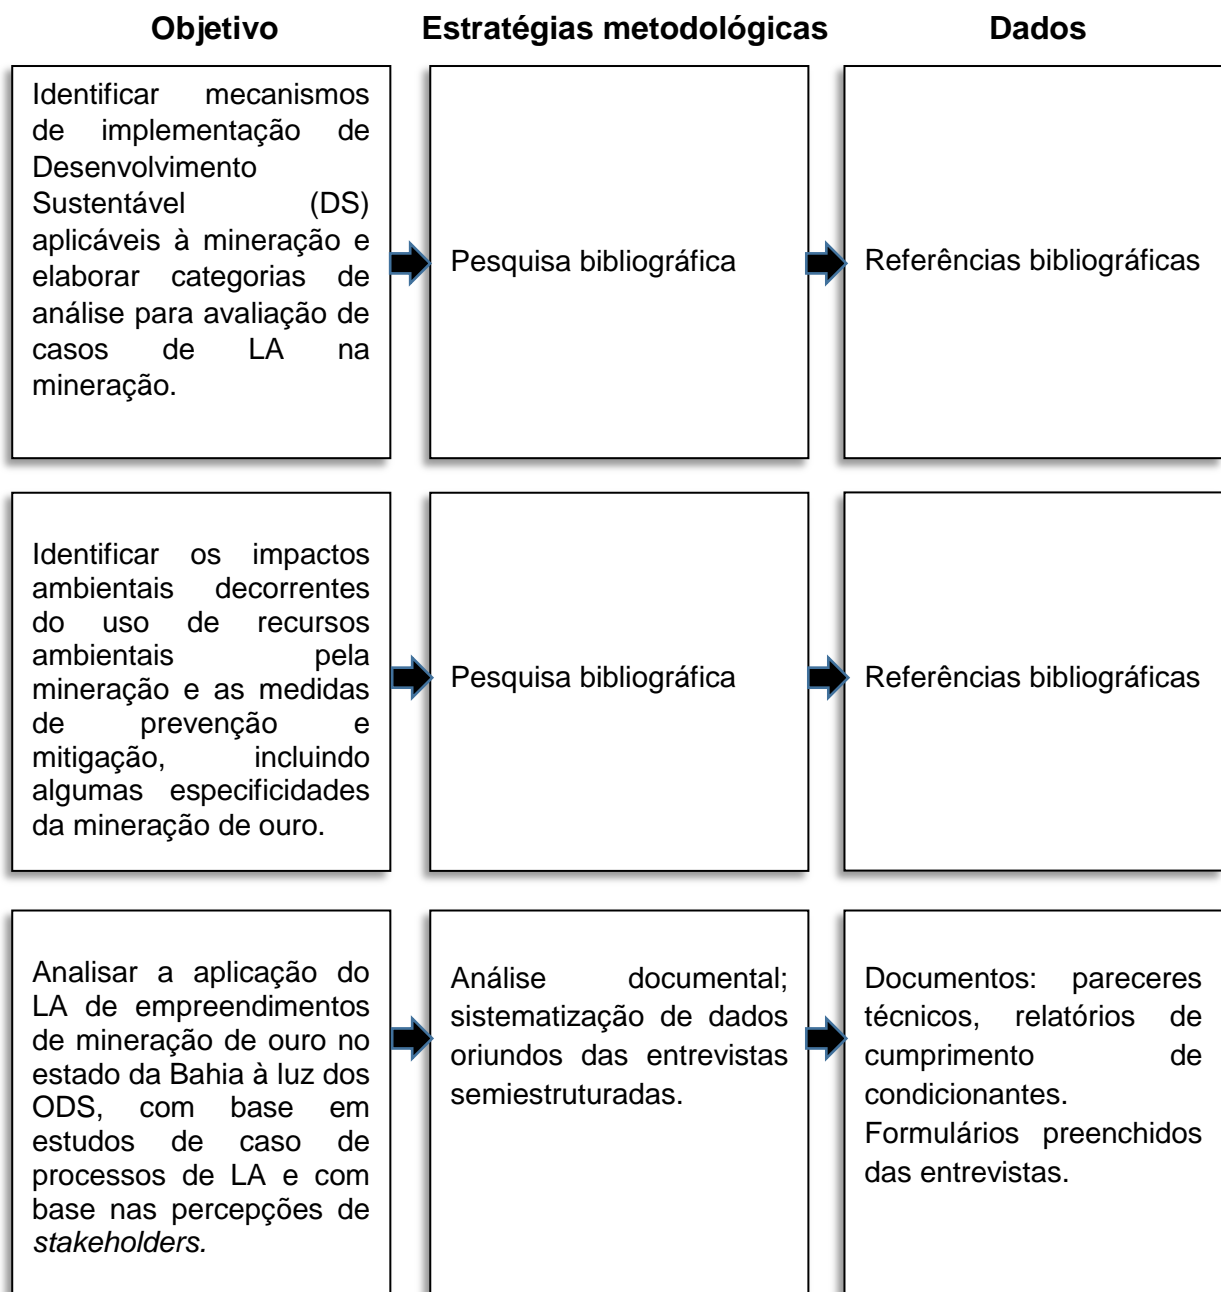 Objetivo
Estratégias metodológicas
Dados
Identificar mecanismos
de implementação de
Desenvolvimento
Sustentável (DS)
aplicáveis à mineração e
elaborar categorias de
análise para avaliação de
casos de LA na
mineração.
Pesquisa bibliográfica
Referências bibliográficas
Identificar os impactos
ambientais decorrentes
do uso de recursos
ambientais pela
mineração e as medidas
de prevenção e
mitigação, incluindo
algumas especificidades
da mineração de ouro.
Pesquisa bibliográfica
Referências bibliográficas
Analisar a aplicação do
LA de empreendimentos
de mineração de ouro no
estado da Bahia à luz dos
ODS, com base em
estudos de caso de
processos de LA e com
base nas percepções de
stakeholders.
Análise documental;
sistematização de dados
oriundos das entrevistas
semiestruturadas.
Documentos: pareceres
técnicos, relatórios de
cumprimento de
condicionantes.
Formulários preenchidos
das entrevistas.